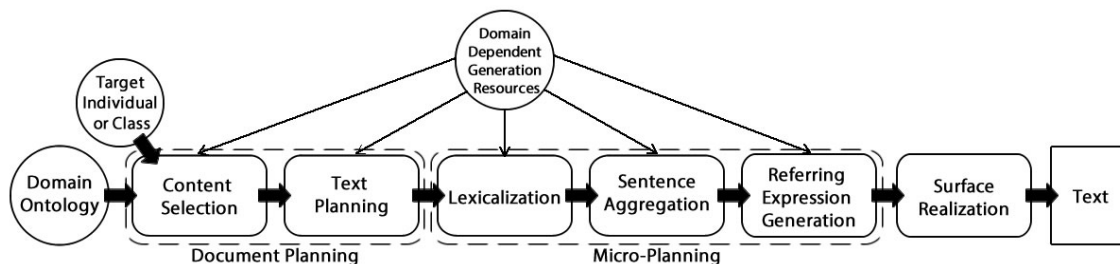 Domain
Dependent
Generation
Resources
Target
Individual
or Class
Domain
Ontology
Content
Selection
Text
Planning
Lexicalization
Sentence
Aggregation
Referring
Expression
Generation
Surface
Realization
Text
Document Planning
Micro-Planning